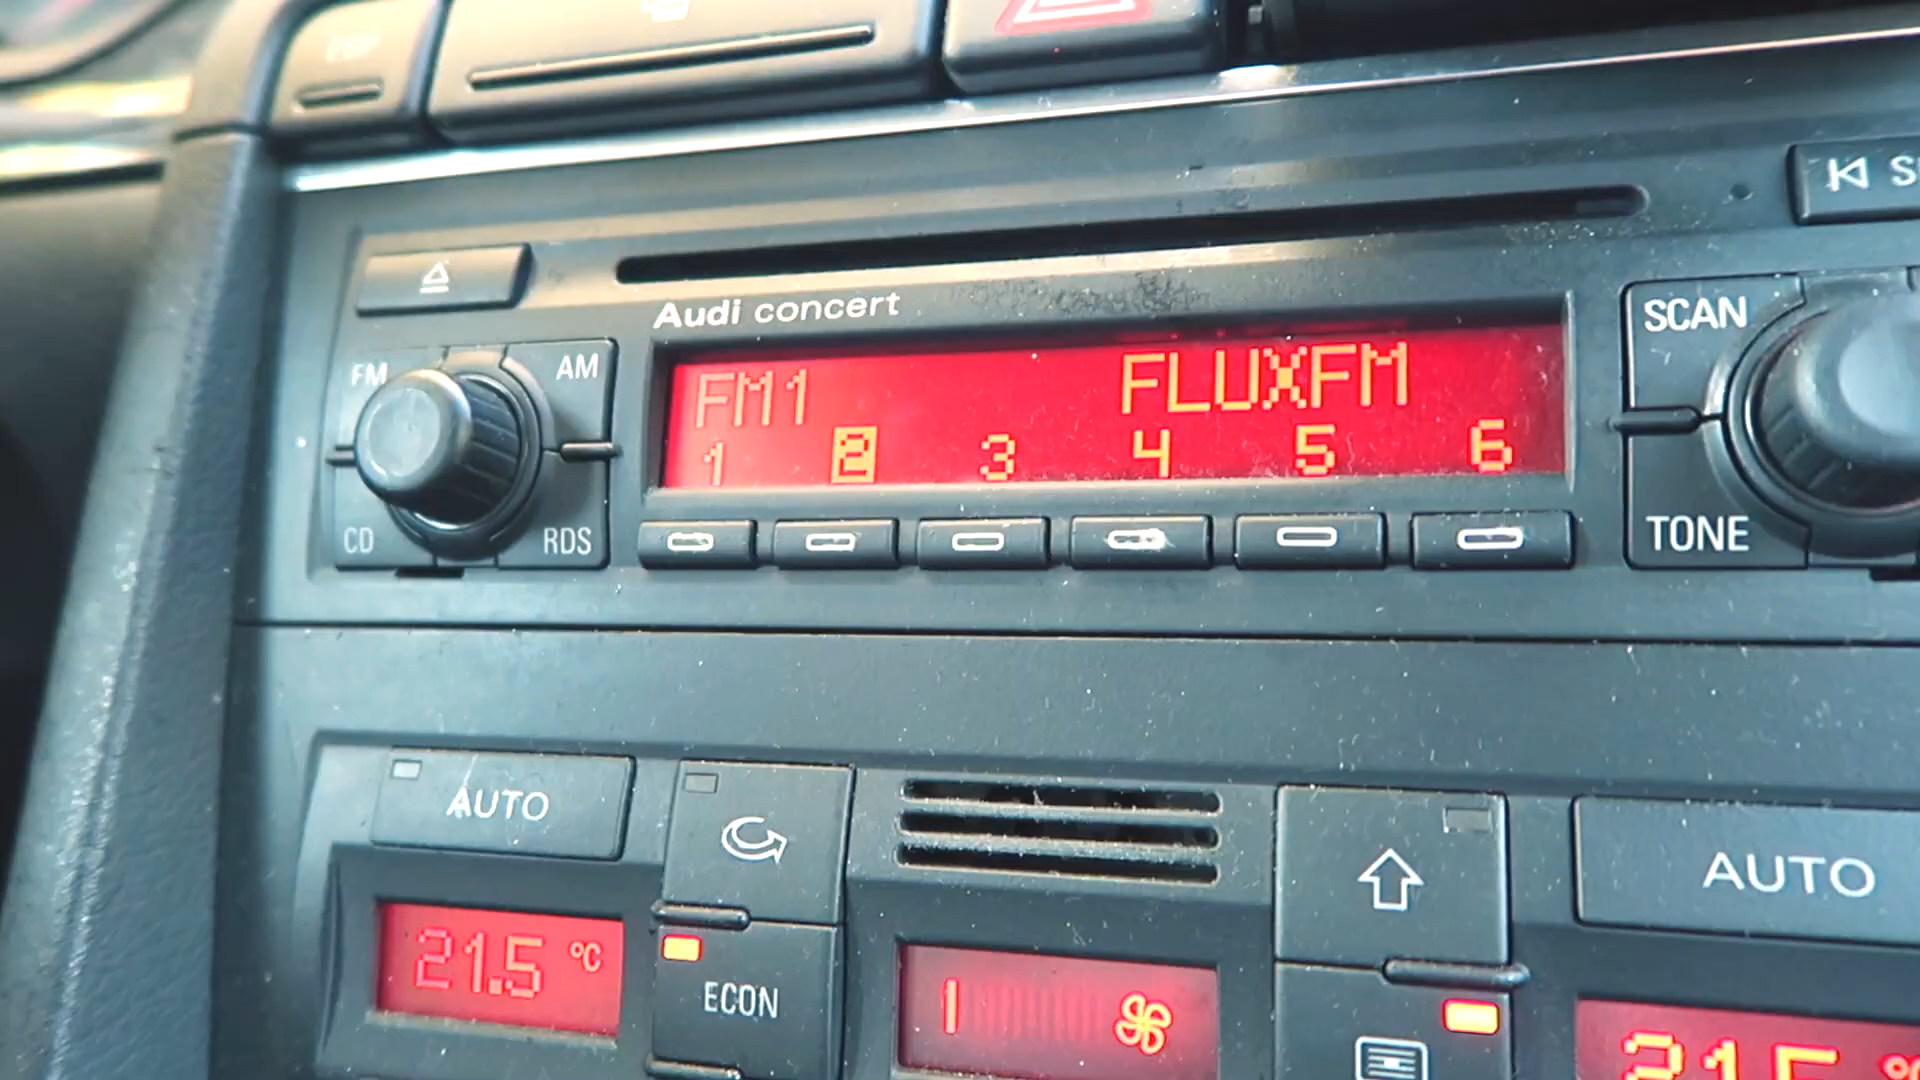 Audi concert
FM AM
CD RDS
FM1 FLUXFM
1 2 3 4 5 6
SCAN
TONE
AUTO
21.5 °C
ECON
1
AUTO